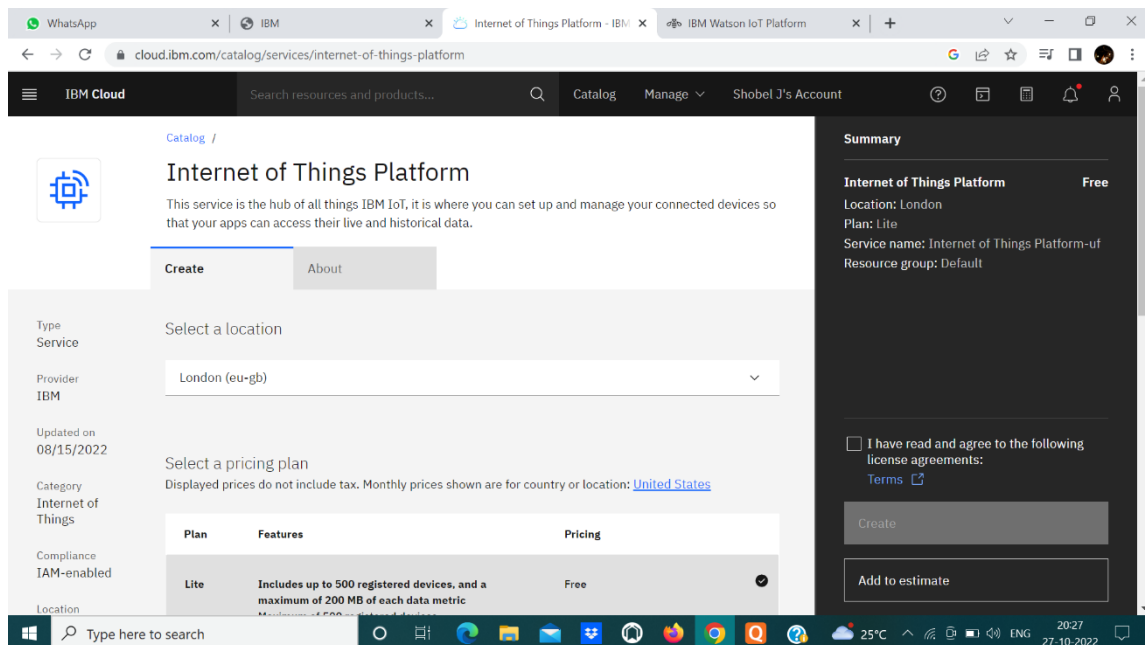 WhatsApp
IBM
Internet of Things Platform - IBM
IBM Watson IoT Platform
cloud.ibm.com/catalog/services/internet-of-things-platform
IBM Cloud
Search resources and products...
Catalog
Manage
Shobel J's Account
Catalog /
Internet of Things Platform
This service is the hub of all things IBM IoT, it is where you can set up and manage your connected devices so
that your apps can access their live and historical data.
Create
About
Type
Service
Provider
IBM
Updated on
08/15/2022
Category
Internet of
Things
Compliance
IAM-enabled
Location
Select a location
London (eu-gb)
Select a pricing plan
Displayed prices do not include tax. Monthly prices shown are for country or location: United States
Plan Features Pricing
Lite Includes up to 500 registered devices, and a Free
maximum of 200 MB of each data metric
Summary
Internet of Things Platform Free
Location: London
Plan: Lite
Service name: Internet of Things Platform-uf
Resource group: Default
I have read and agree to the following
license agreements:
Terms
Create
Add to estimate
Type here to search
25°C
ENG
20:27
27-10-2022